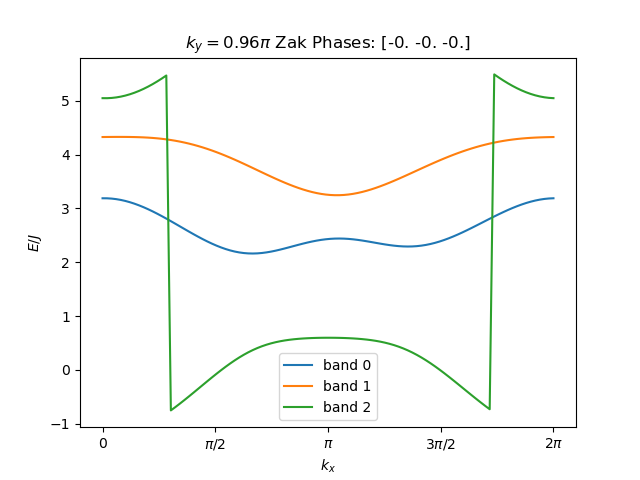 $k_y = 0.96\pi$ Zak Phases: [-0. -0. -0.]
E/J
5
4
3
2
1
0
−1
band 0
band 1
band 2
0
π/2
π
3π/2
2π
$k_x$